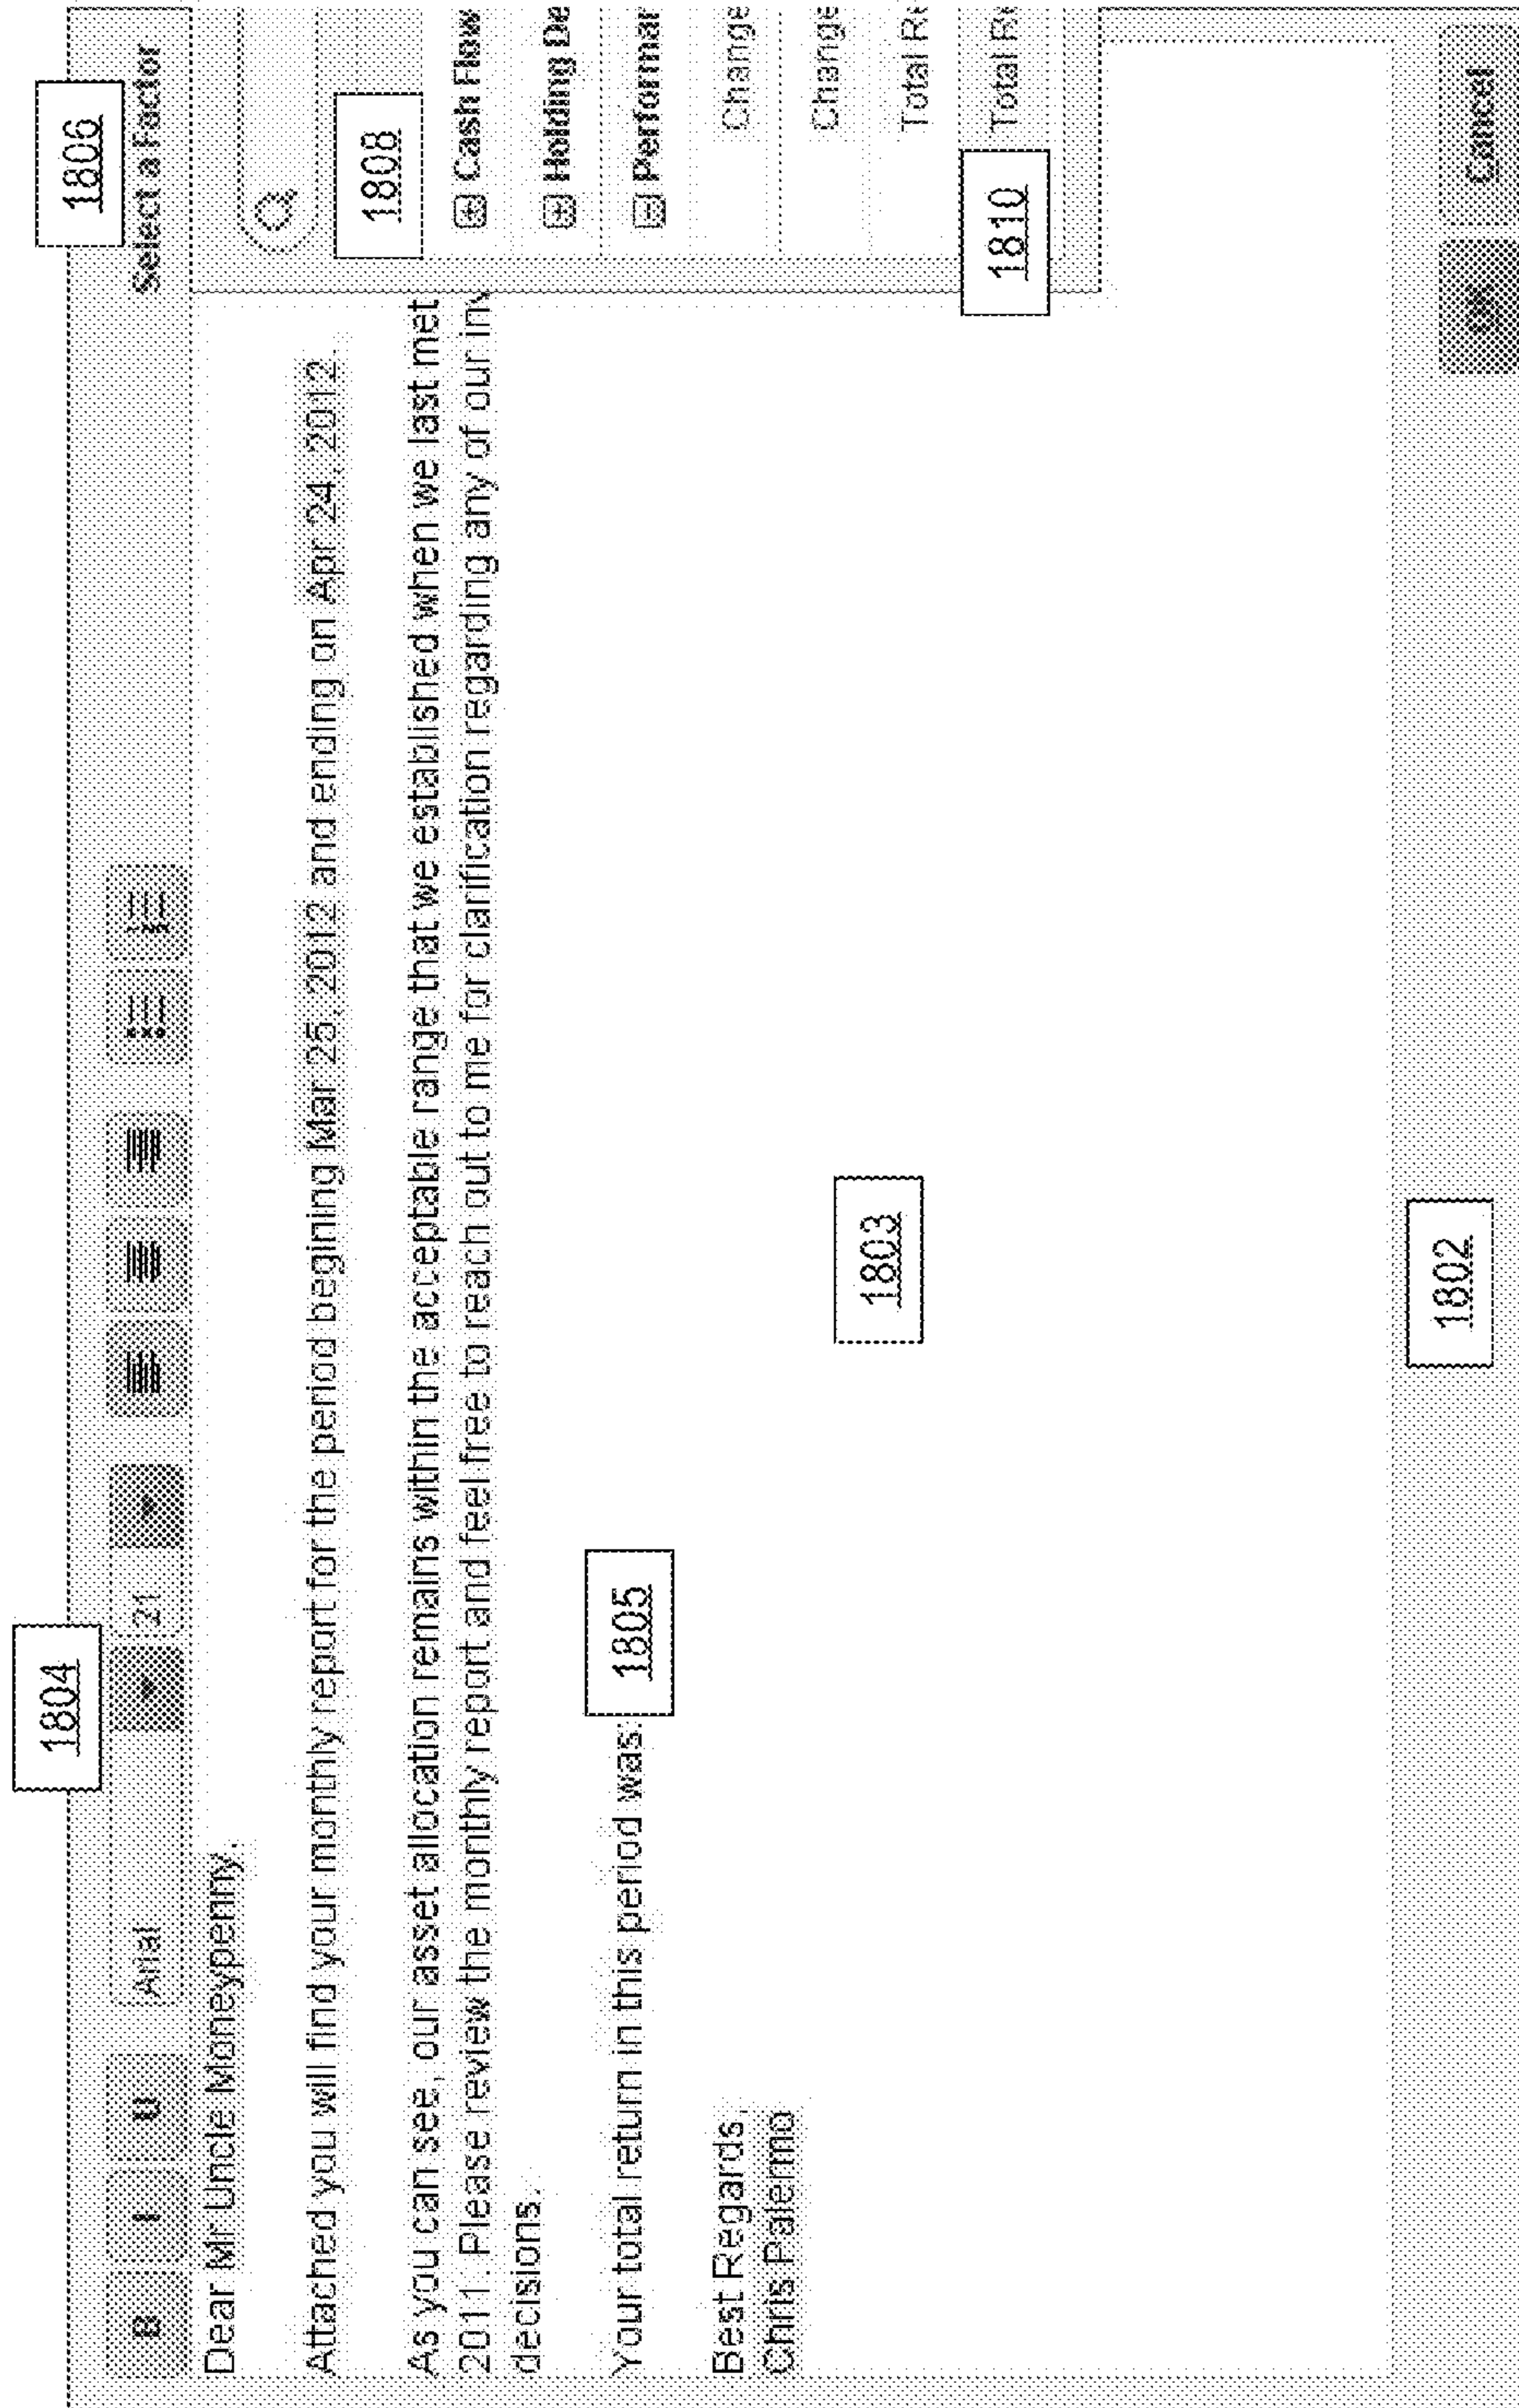 1804
1806
B I U Arial 21
Select a Factor
Dear Mr Uncle Moneypenny,
Attached you will find your monthly report for the period begining Mar 25, 2012 and ending on Apr 24, 2012.
As you can see, our asset allocation remains within the acceptable range that we established when we last met
2011. Please review the monthly report and feel free to reach out to me for clarification regarding any of our inv
decisions.
Your total return in this period was:
1805
Best Regards,
Chris Palermo
1803
1808
Cash Flow
Holding De
Performan
Change
Change
Total Re
Total Re
1810
OK Cancel
1802